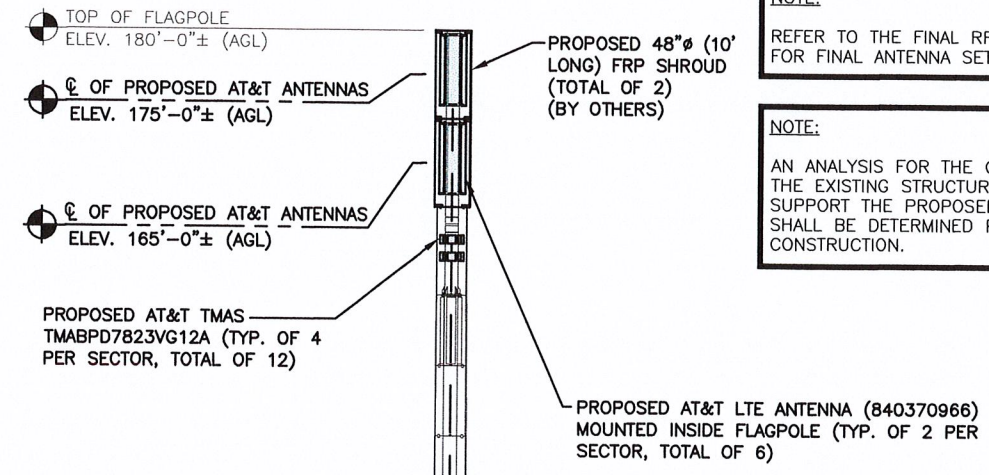 TOP OF FLAGPOLE
ELEV. 180'-0"± (AGL)
℄ OF PROPOSED AT&T ANTENNAS
ELEV. 175'-0"± (AGL)
℄ OF PROPOSED AT&T ANTENNAS
ELEV. 165'-0"± (AGL)
PROPOSED AT&T TMAS
TMABPD7823VG12A (TYP. OF 4
PER SECTOR, TOTAL OF 12)
PROPOSED 48"ø (10'
LONG) FRP SHROUD
(TOTAL OF 2)
(BY OTHERS)
PROPOSED AT&T LTE ANTENNA (840370966)
MOUNTED INSIDE FLAGPOLE (TYP. OF 2 PER
SECTOR, TOTAL OF 6)
NOTE:
REFER TO THE FINAL
FOR FINAL ANTENNA
NOTE:
AN ANALYSIS FOR THE
THE EXISTING
SUPPORT THE
SHALL BE DETERMINED
CONSTRUCTION.